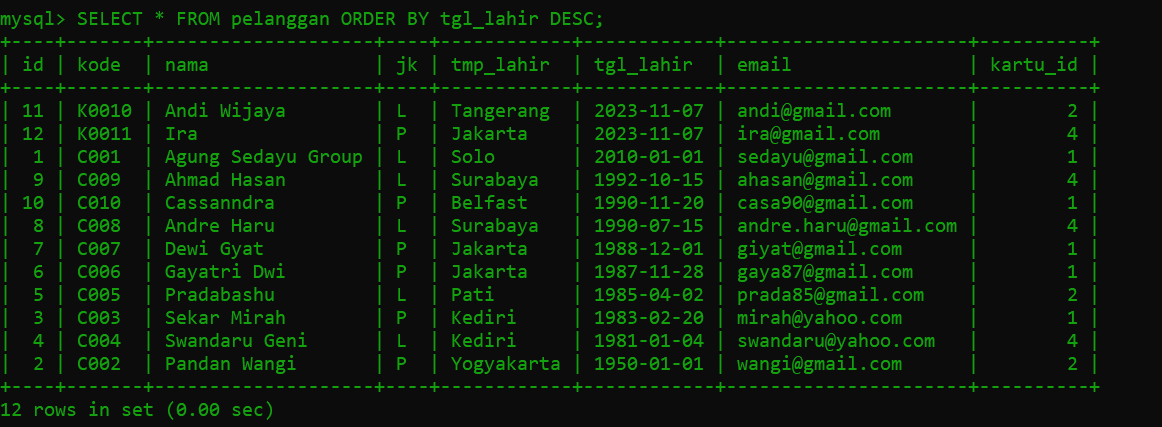 mysql> SELECT * FROM pelanggan ORDER BY tgl_lahir DESC;
+----+-------+--------------------+----+------------+------------+----------------------+----------+
| id | kode  | nama               | jk | tmp_lahir  | tgl_lahir  | email                | kartu_id |
+----+-------+--------------------+----+------------+------------+----------------------+----------+
| 11 | K0010 | Andi Wijaya        | L  | Tangerang  | 2023-11-07 | andi@gmail.com       |        2 |
| 12 | K0011 | Ira                | P  | Jakarta    | 2023-11-07 | ira@gmail.com        |        4 |
|  1 | C001  | Agung Sedayu Group | L  | Solo       | 2010-01-01 | sedayu@gmail.com     |        1 |
|  9 | C009  | Ahmad Hasan        | L  | Surabaya   | 1992-10-15 | ahasan@gmail.com     |        4 |
| 10 | C010  | Cassanndra         | P  | Belfast    | 1990-11-20 | casa90@gmail.com     |        1 |
|  8 | C008  | Andre Haru         | L  | Surabaya   | 1990-07-15 | andre.haru@gmail.com |        4 |
|  7 | C007  | Dewi Gyat          | P  | Jakarta    | 1988-12-01 | giyat@gmail.com      |        1 |
|  6 | C006  | Gayatri Dwi        | P  | Jakarta    | 1987-11-28 | gaya87@gmail.com     |        1 |
|  5 | C005  | Pradabashu         | L  | Pati       | 1985-04-02 | prada85@gmail.com    |        2 |
|  3 | C003  | Sekar Mirah        | P  | Kediri     | 1983-02-20 | mirah@yahoo.com      |        1 |
|  4 | C004  | Swandaru Geni      | L  | Kediri     | 1981-01-04 | swandaru@yahoo.com   |        4 |
|  2 | C002  | Pandan Wangi       | P  | Yogyakarta | 1950-01-01 | wangi@gmail.com      |        2 |
+----+-------+--------------------+----+------------+------------+----------------------+----------+
12 rows in set (0.00 sec)